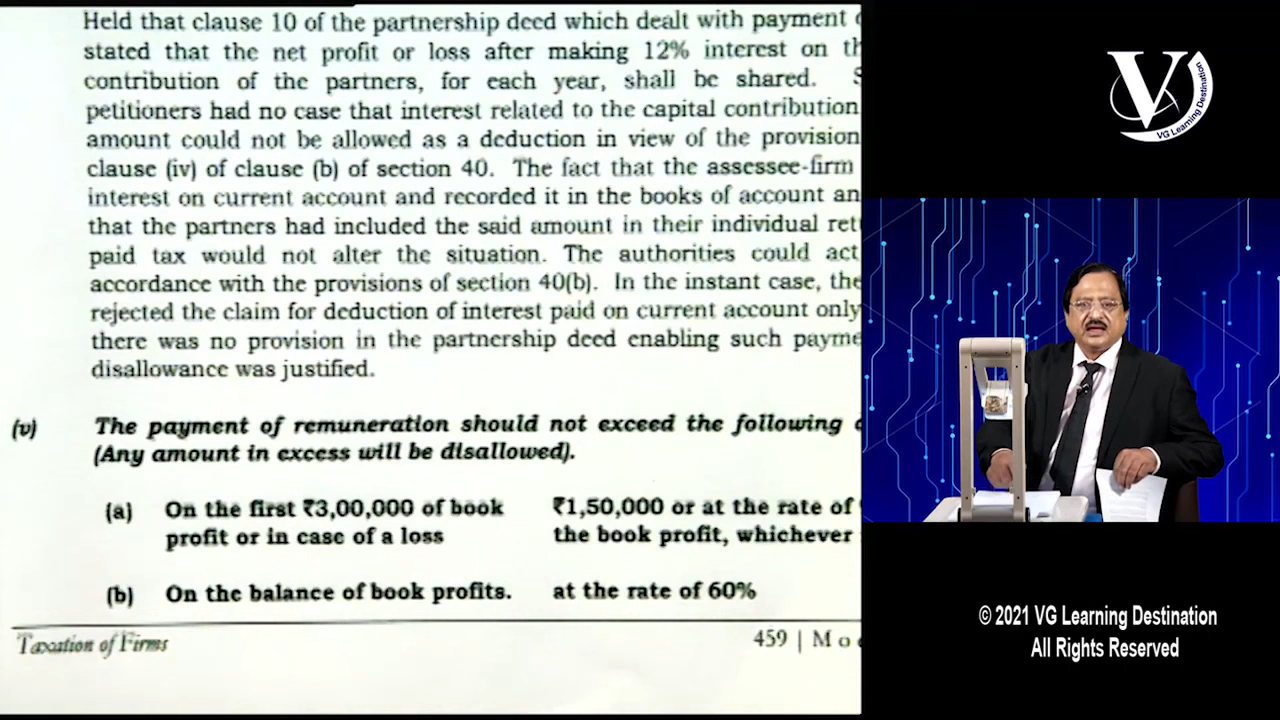 Held that clause 10 of the partnership deed which dealt with payment
stated that the net profit or loss after making 12% interest on
contribution of the partners, for each year, shall be shared.
petitioners had no case that interest related to the capital contribution
amount could not be allowed as a deduction in view of the provision
clause (iv) of clause (b) of section 40. The fact that the assessee-firm
interest on current account and recorded it in the books of account
that the partners had included the said amount in their individual
paid tax would not alter the situation. The authorities could act
accordance with the provisions of section 40(b). In the instant case,
rejected the claim for deduction of interest paid on current account only
there was no provision in the partnership deed enabling such
disallowance was justified.
(v) The payment of remuneration should not exceed the following
(Any amount in excess will be disallowed).
(a) On the first ₹3,00,000 of book ₹1,50,000 or at the rate of
profit or in case of a loss the book profit, whichever
(b) On the balance of book profits. at the rate of 60%
Taxation of Firms 459 |
V
VG Learning Destination
© 2021 VG Learning Destination
All Rights Reserved